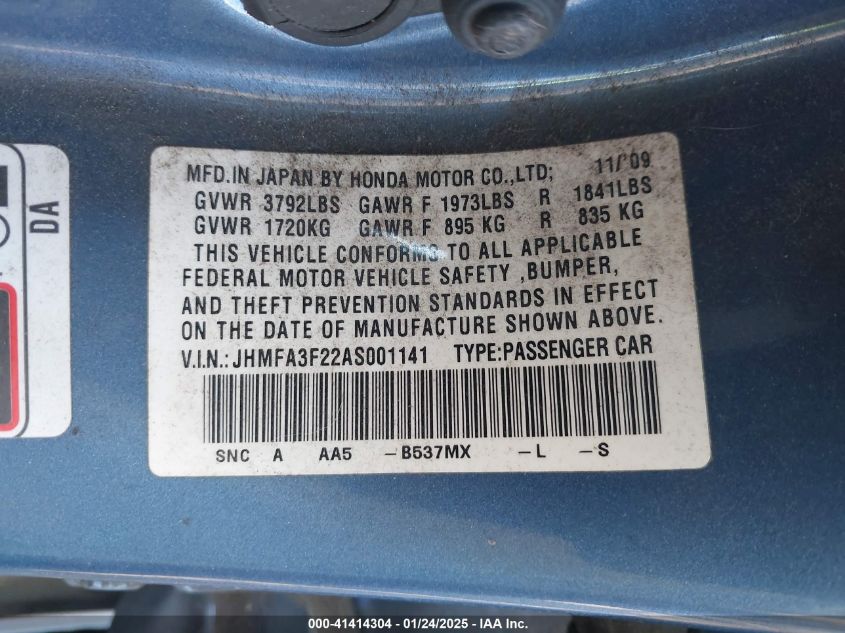 MFD.IN JAPAN BY HONDA MOTOR CO.,LTD; 11/'09
GVWR 3792LBS GAWR F 1973LBS R 1841LBS
GVWR 1720KG GAWR F 895 KG R 835 KG
THIS VEHICLE CONFORMS TO ALL APPLICABLE
FEDERAL MOTOR VEHICLE SAFETY ,BUMPER,
AND THEFT PREVENTION STANDARDS IN EFFECT
ON THE DATE OF MANUFACTURE SHOWN ABOVE.
V.I.N.: JHMFA3F22AS001141 TYPE:PASSENGER CAR
SNC A AA5 -B537MX -L -S
DA
000-41414304 - 01/24/2025 - IAA Inc.